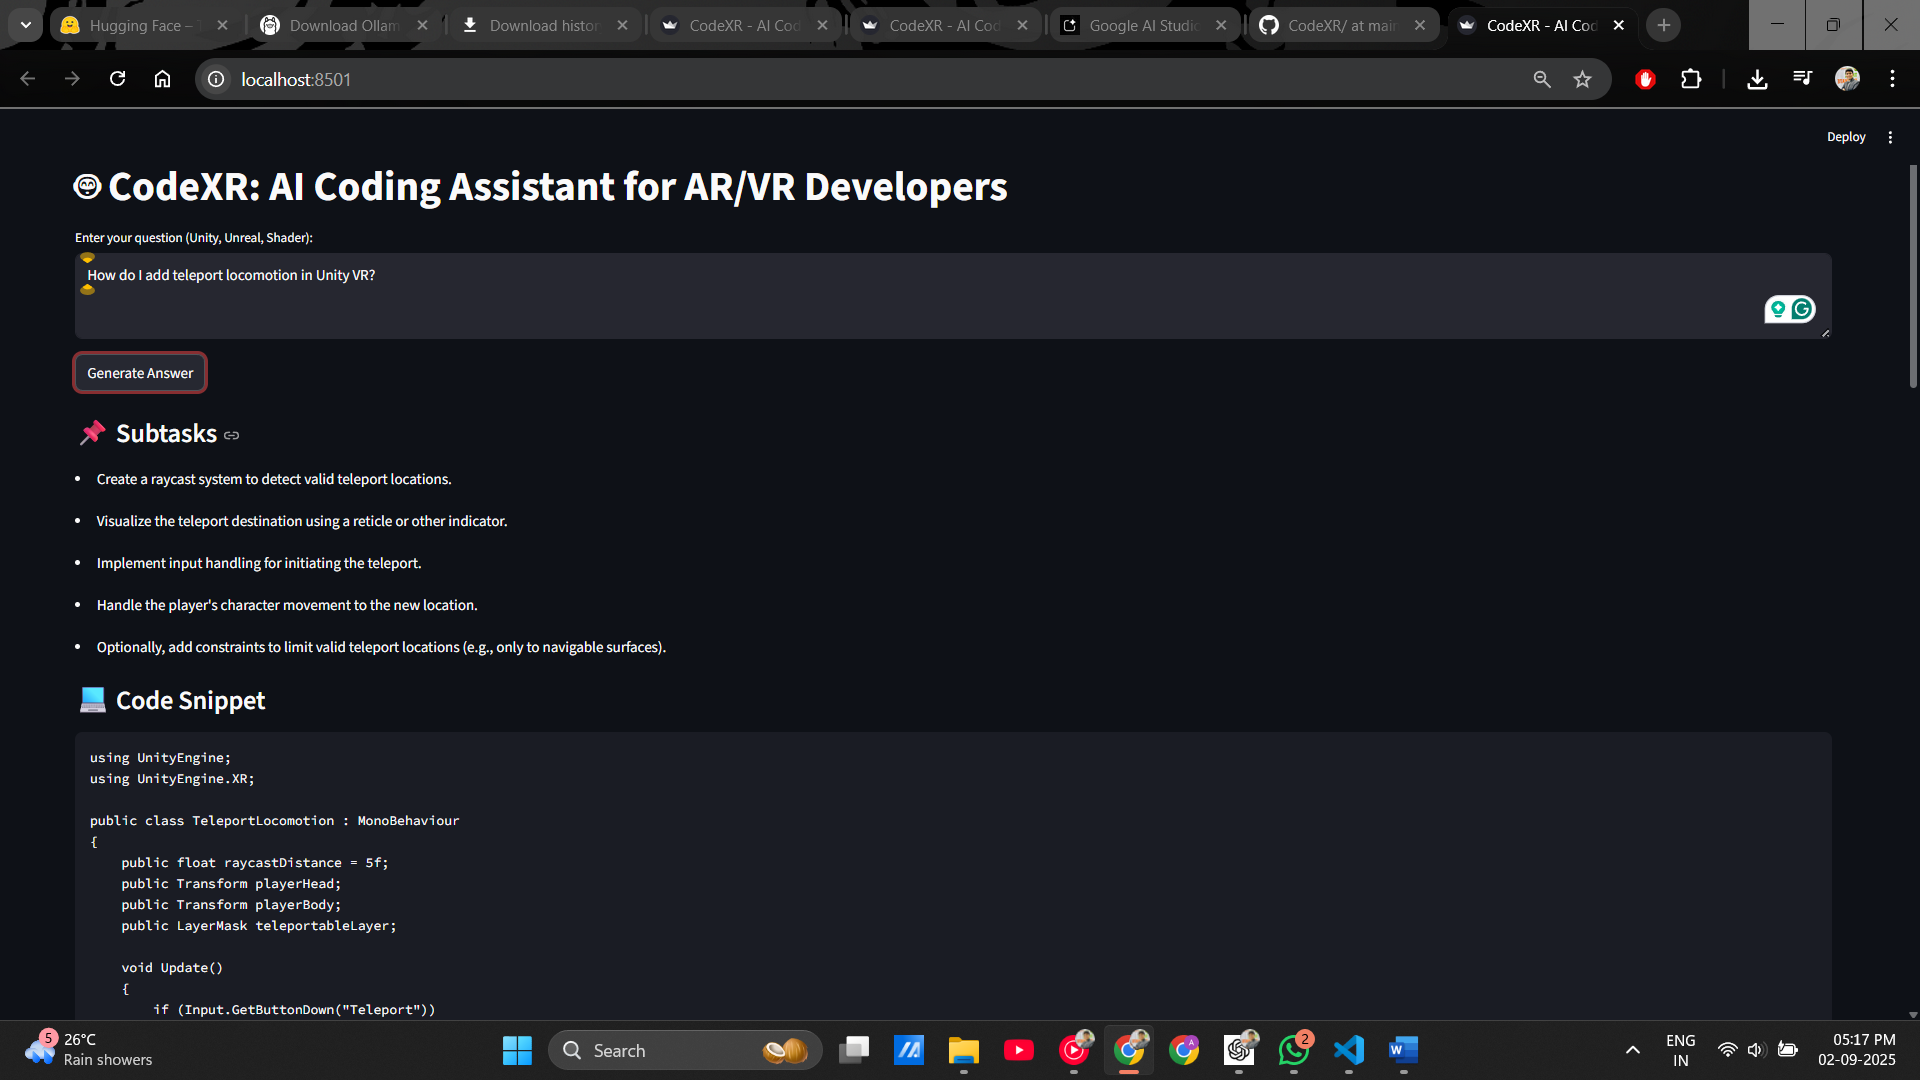 Hugging Face – T
Download Ollam
Download histor
CodeXR - AI Cod
CodeXR - AI Cod
Google AI Studio
CodeXR/ at main
CodeXR - AI Cod
localhost:8501
Deploy
CodeXR: AI Coding Assistant for AR/VR Developers
Enter your question (Unity, Unreal, Shader):
How do I add teleport locomotion in Unity VR?
Generate Answer
Subtasks
• Create a raycast system to detect valid teleport locations.
• Visualize the teleport destination using a reticle or other indicator.
• Implement input handling for initiating the teleport.
• Handle the player's character movement to the new location.
• Optionally, add constraints to limit valid teleport locations (e.g., only to navigable surfaces).
Code Snippet
using UnityEngine;
using UnityEngine.XR;
public class TeleportLocomotion : MonoBehaviour
{
public float raycastDistance = 5f;
public Transform playerHead;
public Transform playerBody;
public LayerMask teleportableLayer;
void Update()
{
if (Input.GetButtonDown("Teleport"))
5
26°C
Rain showers
Search
A
2
W
ENG
IN
05:17 PM
02-09-2025